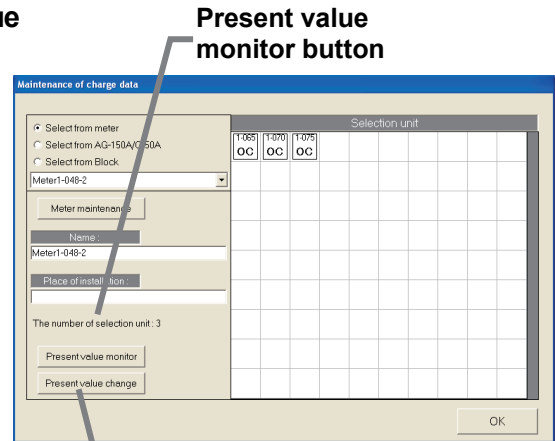 ue
Present value
monitor button
Maintenance of charge data
Select from meter
Select from AG-150A/G-50A
Select from Block
Meter1-048-2
Meter maintenance
Name :
Meter1-048-2
Place of installation :
The number of selection unit : 3
Present value monitor
Present value change
Selection unit
1-065 1-070 1-075
OC OC OC
OK